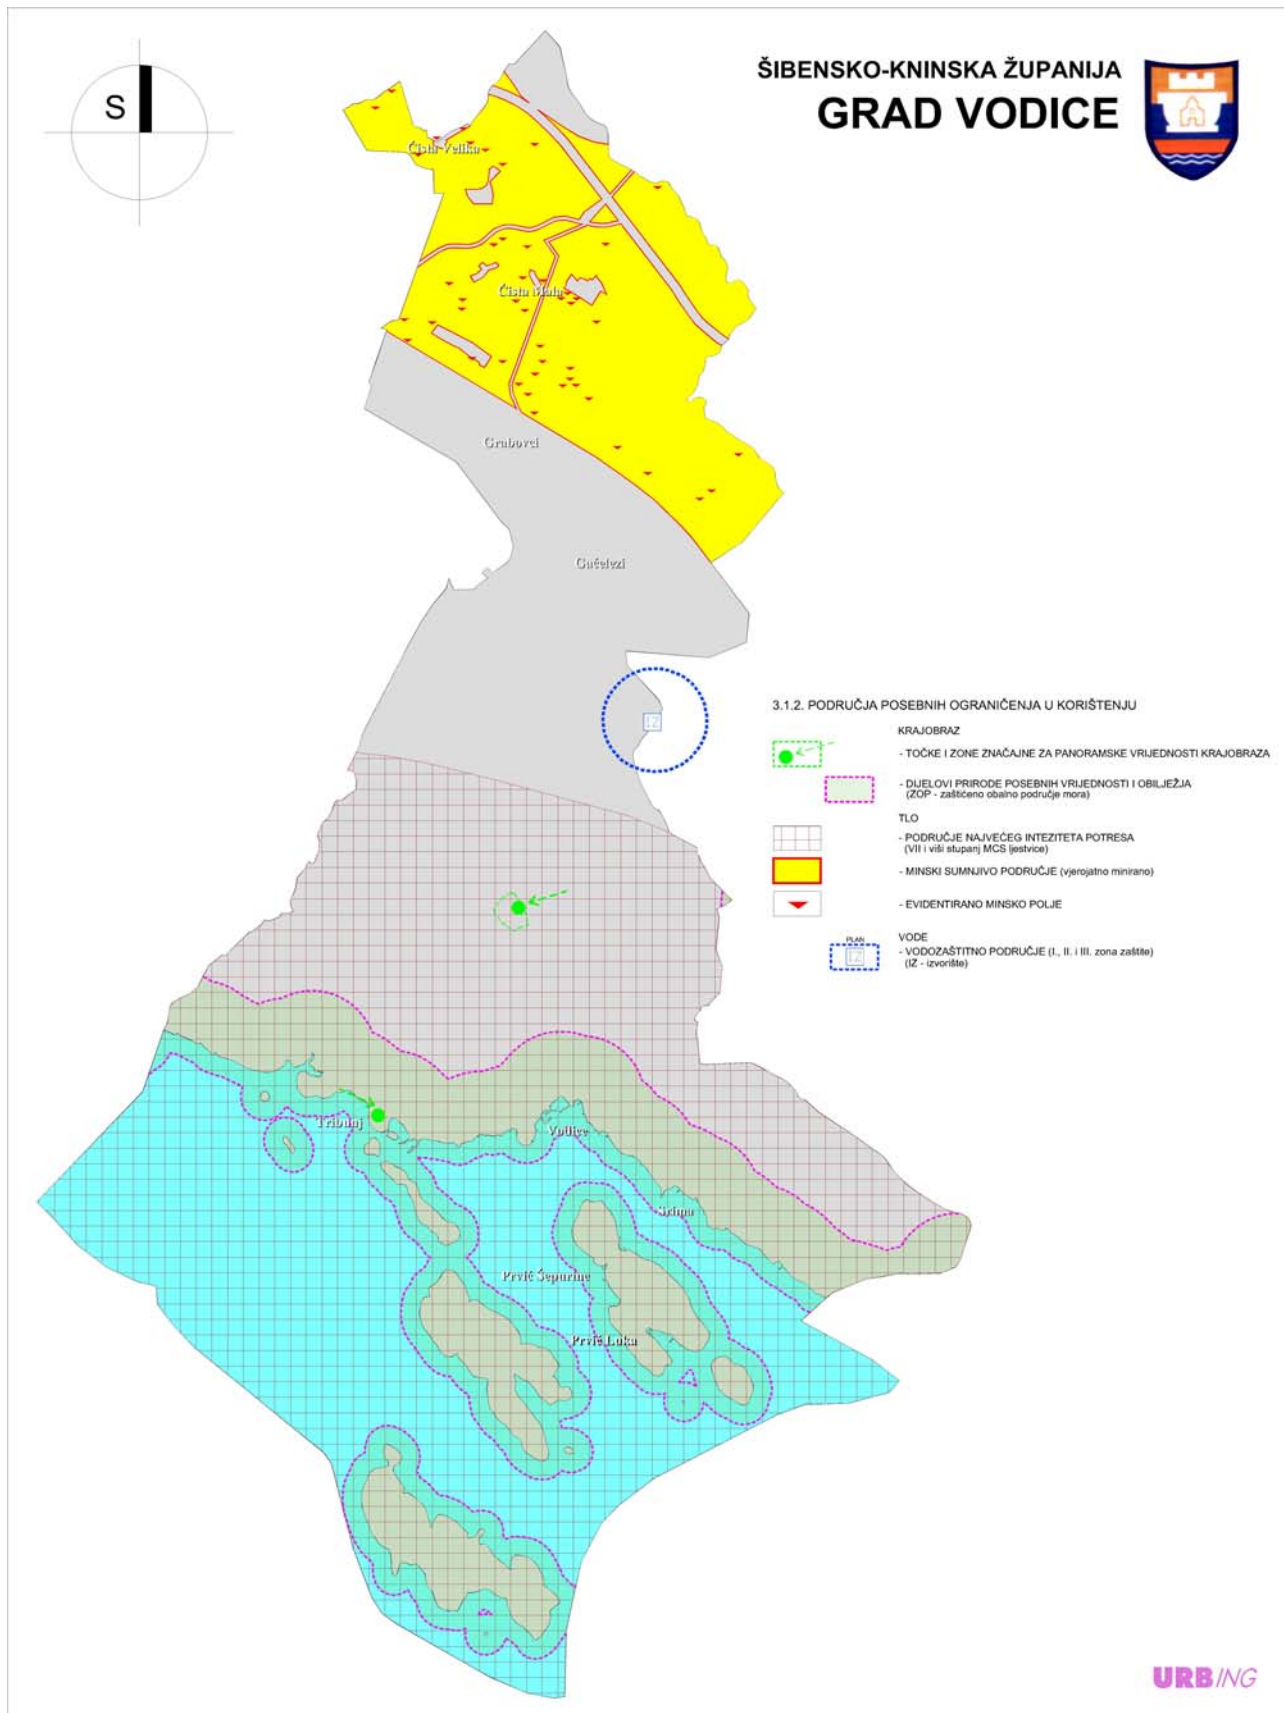 S
ŠIBENSKO-KNINSKA ŽUPANIJA
GRAD VODICE
Čista Velika
Čista Mala
Grabovci
Gaćelezi
IZ
3.1.2. PODRUČJA POSEBNIH OGRANIČENJA U KORIŠTENJU
KRAJOBRAZ
- TOČKE I ZONE ZNAČAJNE ZA PANORAMSKE VRIJEDNOSTI KRAJOBRAZA
- DIJELOVI PRIRODE POSEBNIH VRIJEDNOSTI I OBILJEŽJA
(ZOP - zaštićeno obalno područje mora)
TLO
- PODRUČJE NAJVEĆEG INTEZITETA POTRESA
(VII i viši stupanj MCS ljestvice)
- MINSKI SUMNJIVO PODRUČJE (vjerojatno minirano)
- EVIDENTIRANO MINSKO POLJE
VODE
PLAN
IZ
- VODOZAŠTITNO PODRUČJE (I., II. i III. zona zaštite)
(IZ - izvorište)
Tribunj
Vodice
Srima
Prvić Šepurine
Prvić Luka
URBING